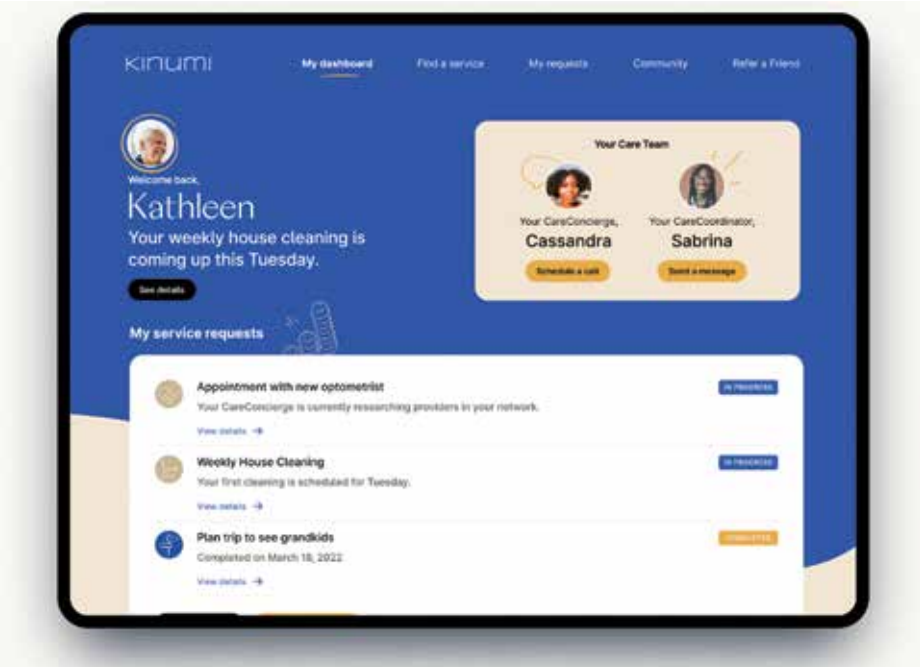 kinumi
My dashboard
Find a service
My requests
Community
Refer a Friend
Welcome back,
Kathleen
Your weekly house cleaning is
coming up this Tuesday.
See details
Your Care Team
Your CareConcierge,
Cassandra
Schedule a call
Your CareCoordinator,
Sabrina
Send a message
My service requests
Appointment with new optometrist
IN PROGRESS
Your CareConcierge is currently researching providers in your network.
View details →
Weekly House Cleaning
IN PROGRESS
Your first cleaning is scheduled for Tuesday.
View details →
Plan trip to see grandkids
COMPLETED
Completed on March 18, 2022
View details →